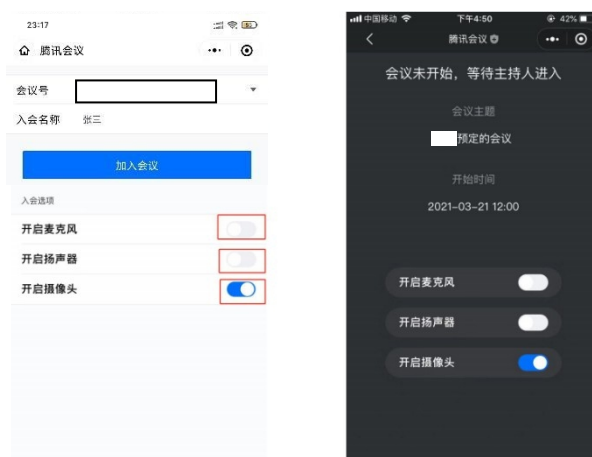 23:17
腾讯会议
会议号
入会名称 张三
加入会议
入会选项
开启麦克风
开启扬声器
开启摄像头
中国移动 下午4:50 42%
腾讯会议
会议未开始，等待主持人进入
会议主题
预定的会议
开始时间
2021-03-21 12:00
开启麦克风
开启扬声器
开启摄像头